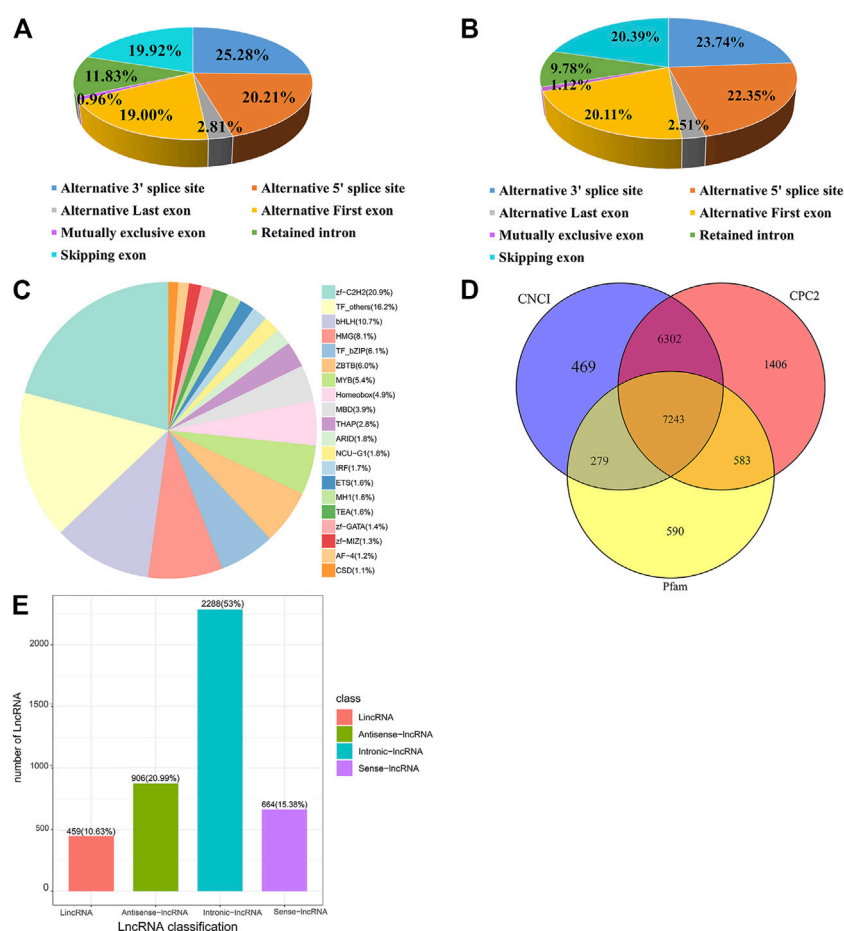 A
19.92%
25.28%
11.83%
0.96%
20.21%
19.00%
2.81%
Alternative 3' splice site
Alternative 5' splice site
Alternative Last exon
Alternative First exon
Mutually exclusive exon
Retained intron
Skipping exon
B
20.39%
23.74%
9.78%
1.12%
22.35%
20.11%
2.51%
Alternative 3' splice site
Alternative 5' splice site
Alternative Last exon
Alternative First exon
Mutually exclusive exon
Retained intron
Skipping exon
C
zf-C2H2(20.9%)
TF_others(16.2%)
bHLH(10.7%)
HMG(8.1%)
TF_bZIP(6.1%)
ZBTB(6.0%)
MYB(5.4%)
Homeobox(4.9%)
MBD(3.9%)
THAP(2.8%)
ARID(1.8%)
NCU-G1(1.8%)
IRF(1.7%)
ETS(1.6%)
MH1(1.6%)
TEA(1.6%)
zf-GATA(1.4%)
zf-MIZ(1.3%)
AF-4(1.2%)
CSD(1.1%)
D
CNCI
CPC2
6302
469
1406
7243
279
583
590
Pfam
E
number of LncRNA
2000
1500
1000
500
0
459(10.63%)
906(20.99%)
2288(53%)
664(15.38%)
LincRNA
Antisense-lncRNA
Intronic-lncRNA
Sense-lncRNA
LncRNA classification
class
LincRNA
Antisense-lncRNA
Intronic-lncRNA
Sense-lncRNA